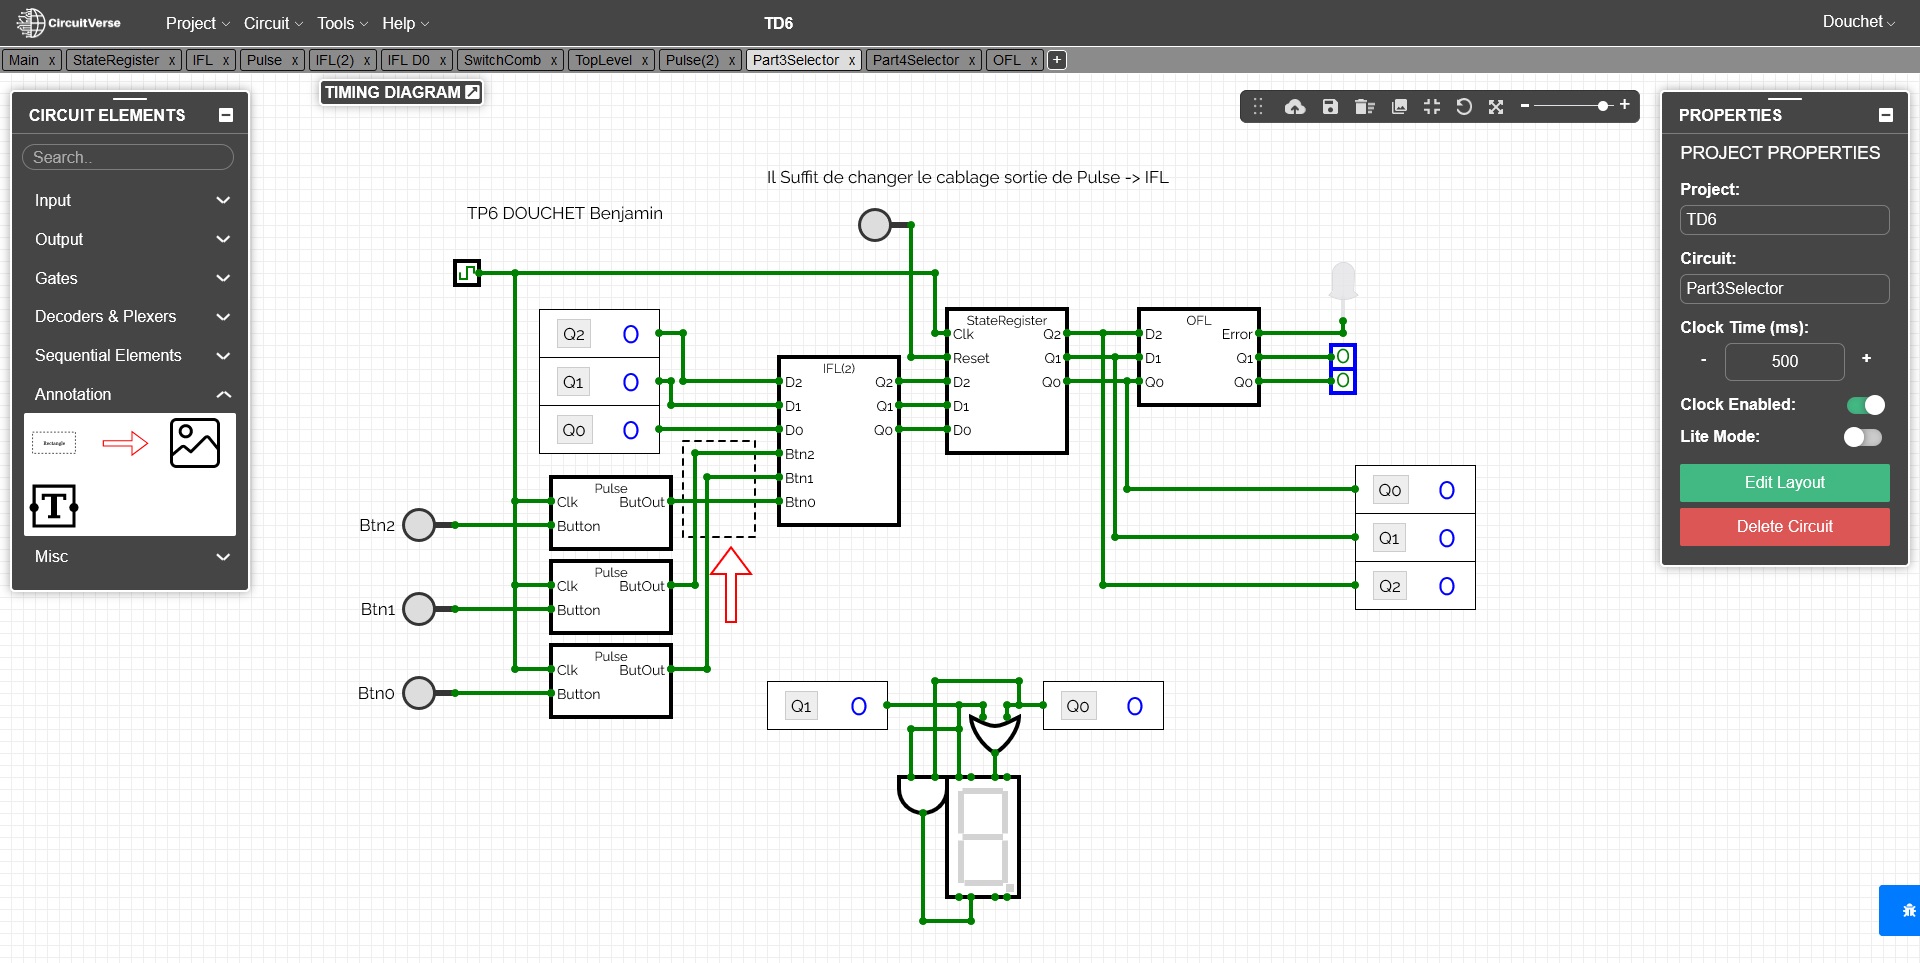 CircuitVerse
Project
Circuit
Tools
Help
TD6
Douchet
Main x
StateRegister x
IFL x
Pulse x
IFL(2) x
IFL D0 x
SwitchComb x
TopLevel x
Pulse(2) x
Part3Selector x
Part4Selector x
OFL x
+
TIMING DIAGRAM
CIRCUIT ELEMENTS
Search..
Input
Output
Gates
Decoders & Plexers
Sequential Elements
Annotation
Rectangle
T
Misc
PROPERTIES
PROJECT PROPERTIES
Project:
TD6
Circuit:
Part3Selector
Clock Time (ms):
- 500 +
Clock Enabled:
Lite Mode:
Edit Layout
Delete Circuit
Il Suffit de changer le cablage sortie de Pulse -> IFL
TP6 DOUCHET Benjamin
Q2 0
Q1 0
Q0 0
IFL(2)
D2 Q2
D1 Q1
D0 Q0
Btn2
Btn1
Btn0
StateRegister
Clk Q2
Reset Q1
D2 Q0
D1
D0
OFL
D2 Error
D1 Q1
Q0 Q0
0
0
Q0 0
Q1 0
Q2 0
Btn2
Pulse
Clk ButOut
Button
Btn1
Pulse
Clk ButOut
Button
Btn0
Pulse
Clk ButOut
Button
Q1 0
Q0 0